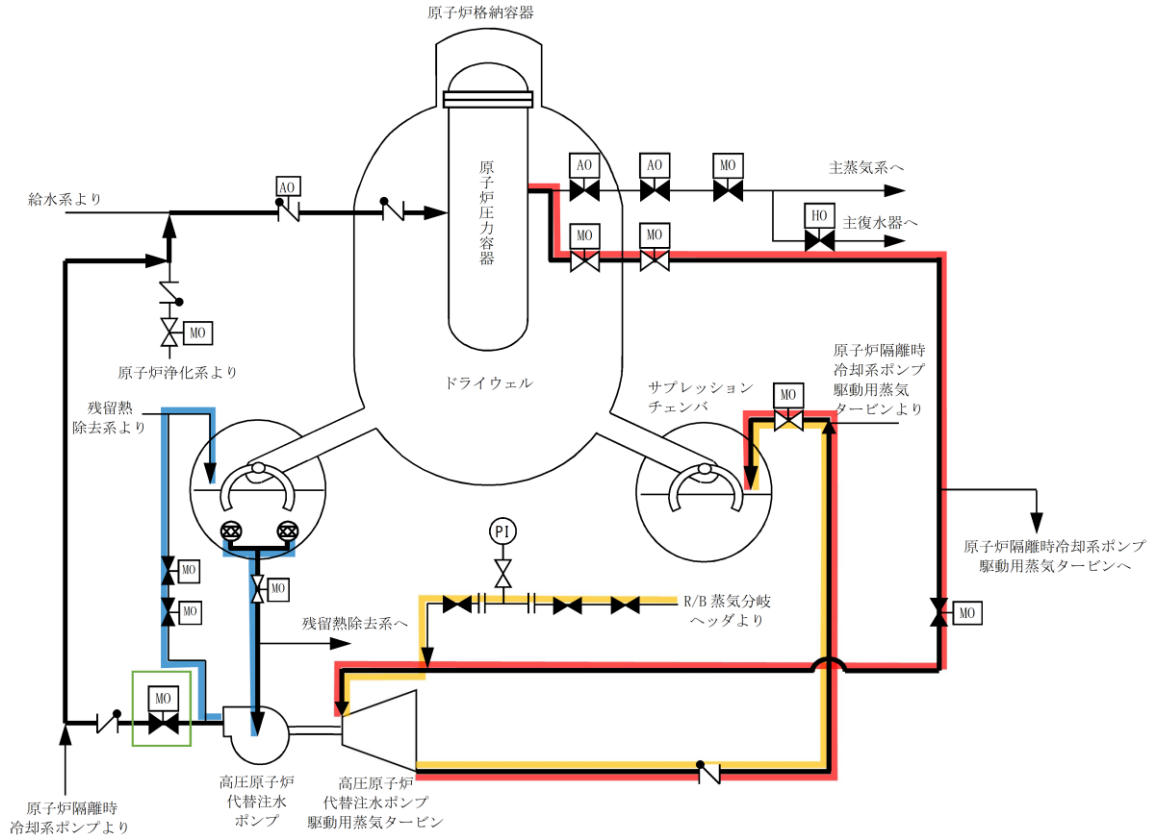 原子炉格納容器
原子炉圧力容器
AO
AO
MO
主蒸気系へ
HO
主復水器へ
給水系より
AO
MO
MO
MO
原子炉浄化系より
ドライウェル
サプレッション
チェンバ
MO
原子炉隔離時
冷却系ポンプ
駆動用蒸気
タービンより
残留熱
除去系より
MO
MO
MO
PI
R/B 蒸気分岐
ヘッダより
原子炉隔離時冷却系ポンプ
駆動用蒸気タービンへ
MO
残留熱除去系へ
MO
高圧原子炉
代替注水
ポンプ
高圧原子炉
代替注水ポンプ
駆動用蒸気タービン
原子炉隔離時
冷却系ポンプより